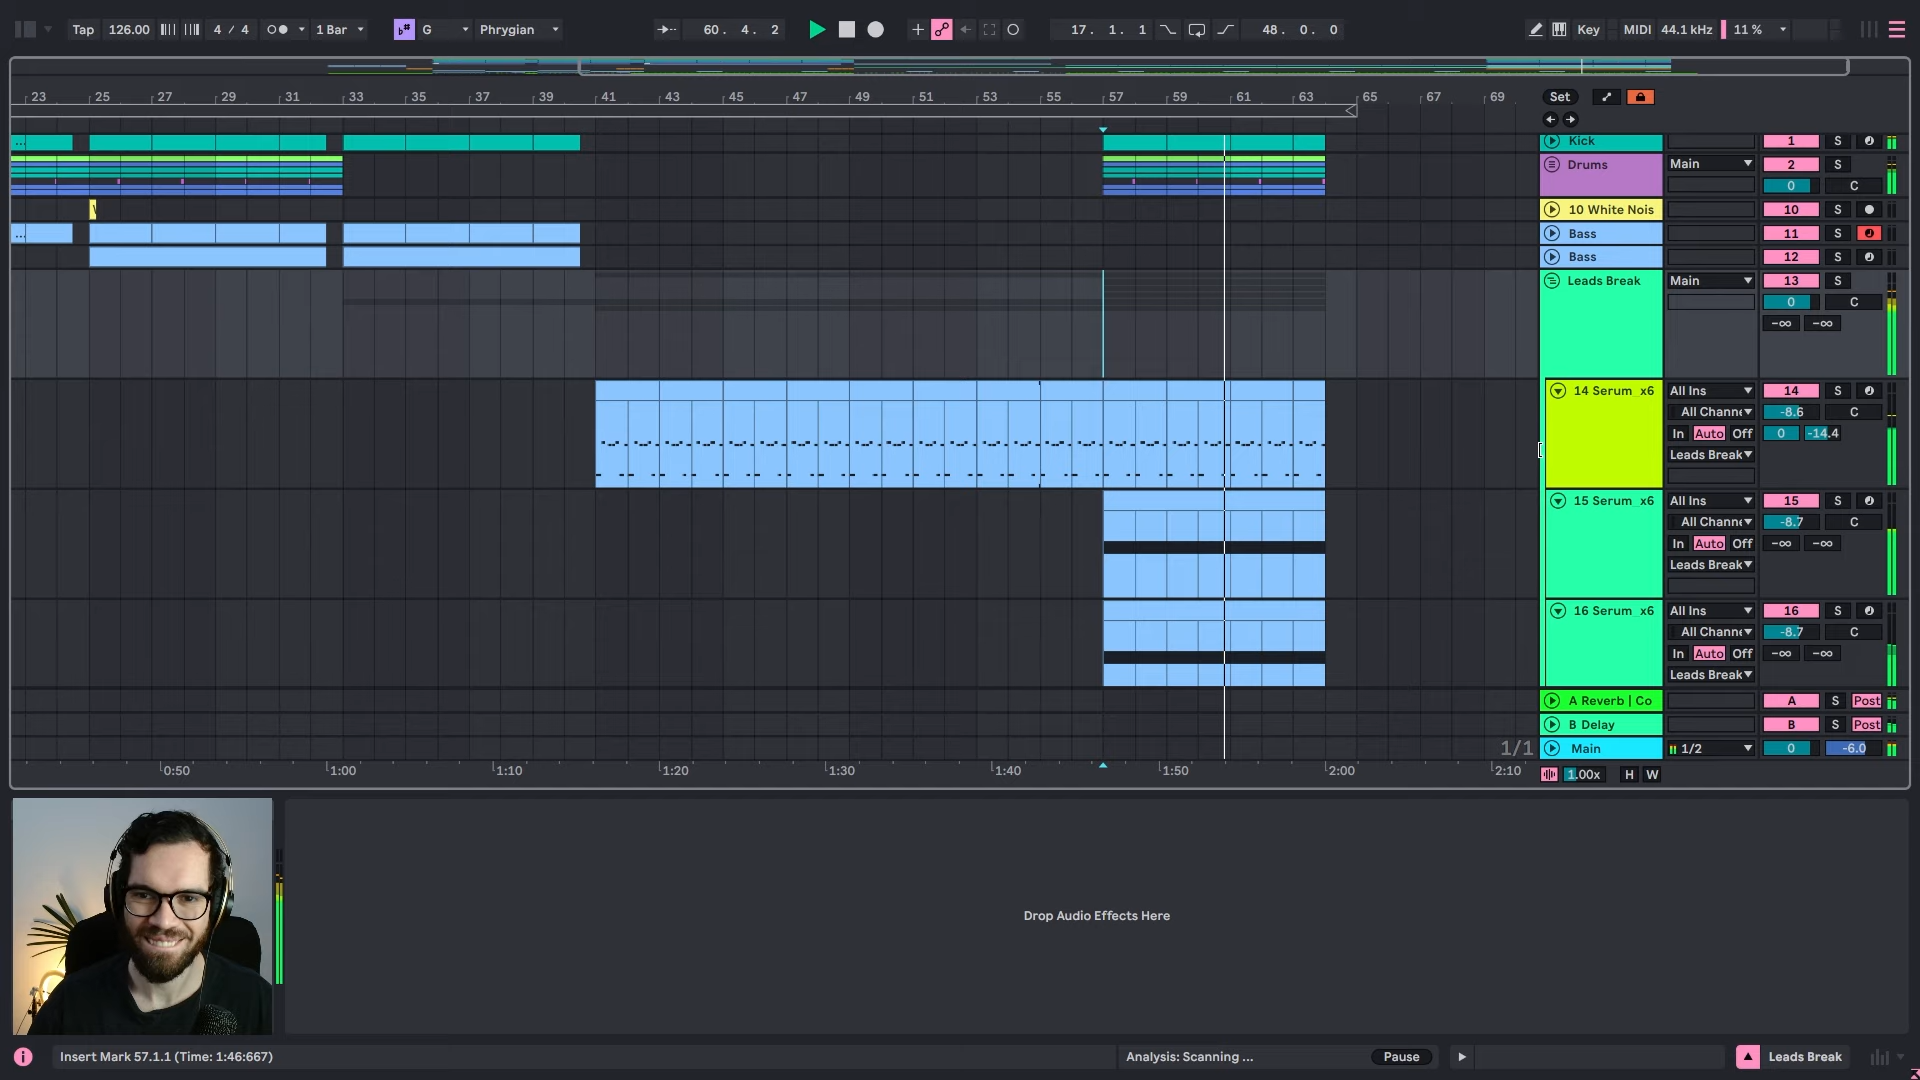 Tap 126.00 4 / 4 1 Bar G Phrygian 60. 4. 2 17. 1. 1 48. 0. 0 Key MIDI 44.1 kHz 11 %
23 25 27 29 31 33 35 37 39 41 43 45 47 49 51 53 55 57 59 61 63 65 67 69 Set
Kick 1 S
Drums Main 2 S
0 C
10 White Nois 10 S
Bass 11 S
Bass 12 S
Leads Break Main 13 S
0 C
-∞ -∞
14 Serum_x6 All Ins 14 S
All Channe -8.6 C
In Auto Off 0 -14.4
Leads Break
15 Serum_x6 All Ins 15 S
All Channe -8.7 C
In Auto Off -∞ -∞
Leads Break
16 Serum_x6 All Ins 16 S
All Channe -8.7 C
In Auto Off -∞ -∞
Leads Break
A Reverb | Co A S Post
B Delay B S Post
1/1 Main 1/2 0 -6.0
0:50 1:00 1:10 1:20 1:30 1:40 1:50 2:00 2:10 1.00x H W
Drop Audio Effects Here
Insert Mark 57.1.1 (Time: 1:46:667) Analysis: Scanning ... Pause Leads Break